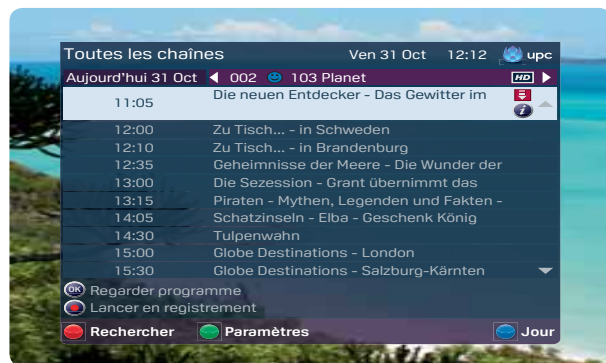 Toutes les chaînes Ven 31 Oct 12:12 upc
Aujourd'hui 31 Oct 002 103 Planet HD
11:05 Die neuen Entdecker - Das Gewitter im
12:00 Zu Tisch... - in Schweden
12:10 Zu Tisch... - in Brandenburg
12:35 Geheimnisse der Meere - Die Wunder der
13:00 Die Sezession - Grant übernimmt das
13:15 Piraten - Mythen, Legenden und Fakten -
14:05 Schatzinseln - Elba - Geschenk König
14:30 Tulpenwahn
15:00 Globe Destinations - London
15:30 Globe Destinations - Salzburg-Kärnten
OK Regarder programme
Lancer en registrement
Rechercher Paramètres Jour